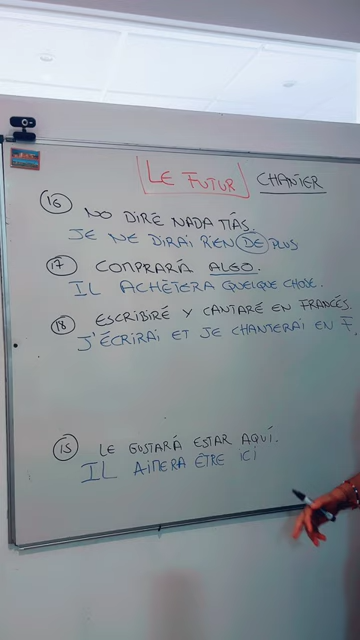 LE FUTUR CHANTER
16 NO DIRÉ NADA MÁS.
JE NE DIRAI RIEN DE PLUS
17 COMPRARÁ ALGO.
IL ACHÈTERA QUELQUE CHOSE.
18 ESCRIBIRÉ Y CANTARÉ EN FRANCÉS.
J'ÉCRIRAI ET JE CHANTERAI EN F.
15 LE GUSTARÁ ESTAR AQUÍ.
IL AIMERA ÊTRE ICI